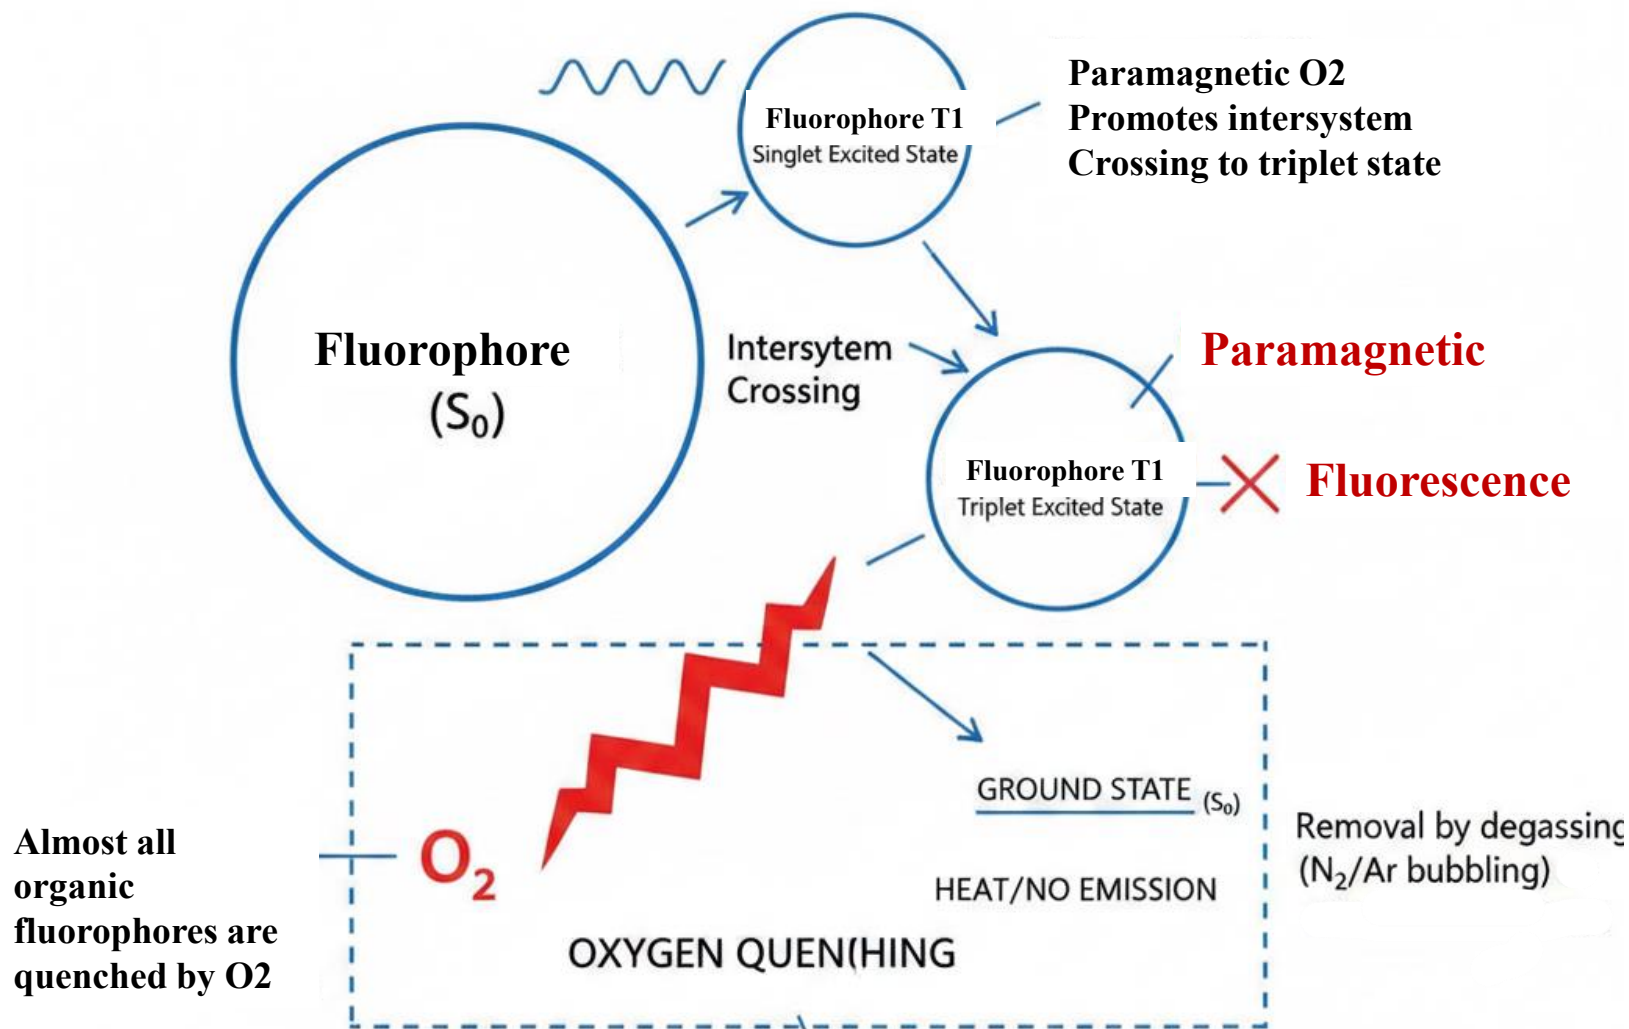 Fluorophore T1
Singlet Excited State
Paramagnetic O2
Promotes intersystem
Crossing to triplet state
Fluorophore
(S₀)
Intersytem
Crossing
Paramagnetic
Fluorophore T1
Triplet Excited State
Fluorescence
GROUND STATE (S₀)
HEAT/NO EMISSION
O₂
OXYGEN QUEN(HING
Almost all
organic
fluorophores are
quenched by O2
Removal by degassing
(N₂/Ar bubbling)